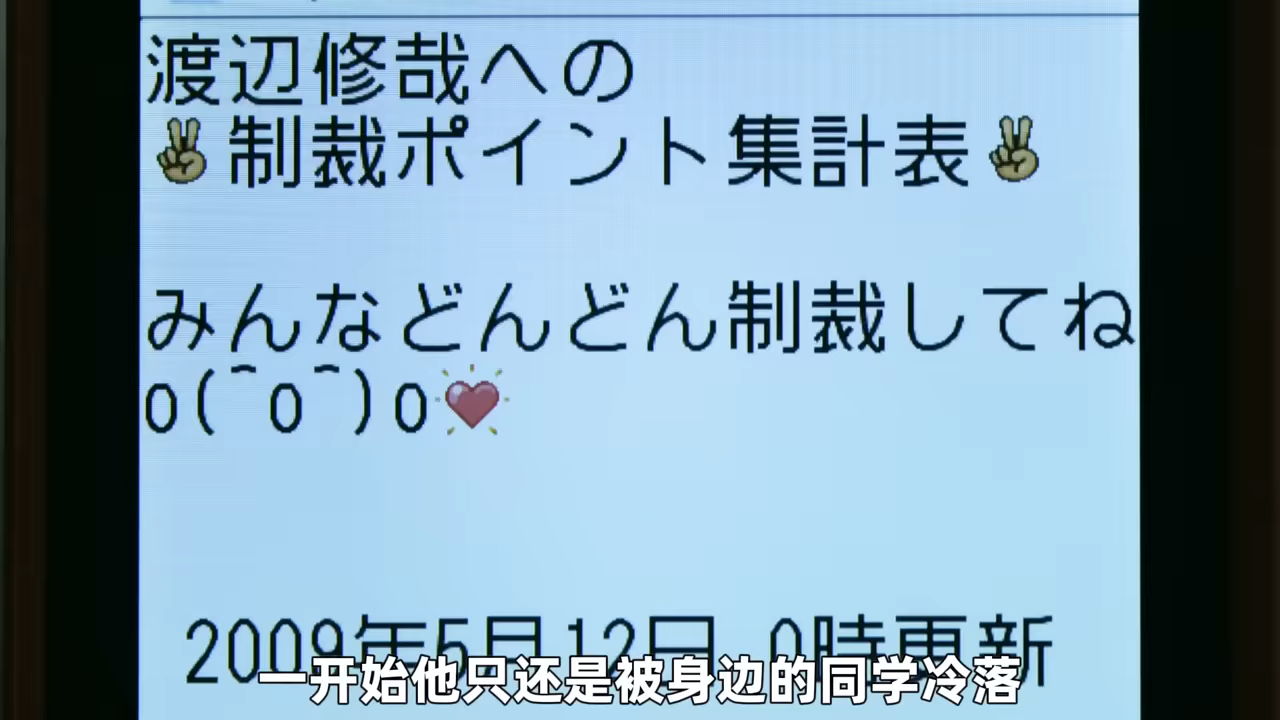 渡辺修哉への
✌制裁ポイント集計表✌
みんなどんどん制裁してね
o(^o^)o❤
2009年5月12日 0時更新
一开始他只还是被身边的同学冷落